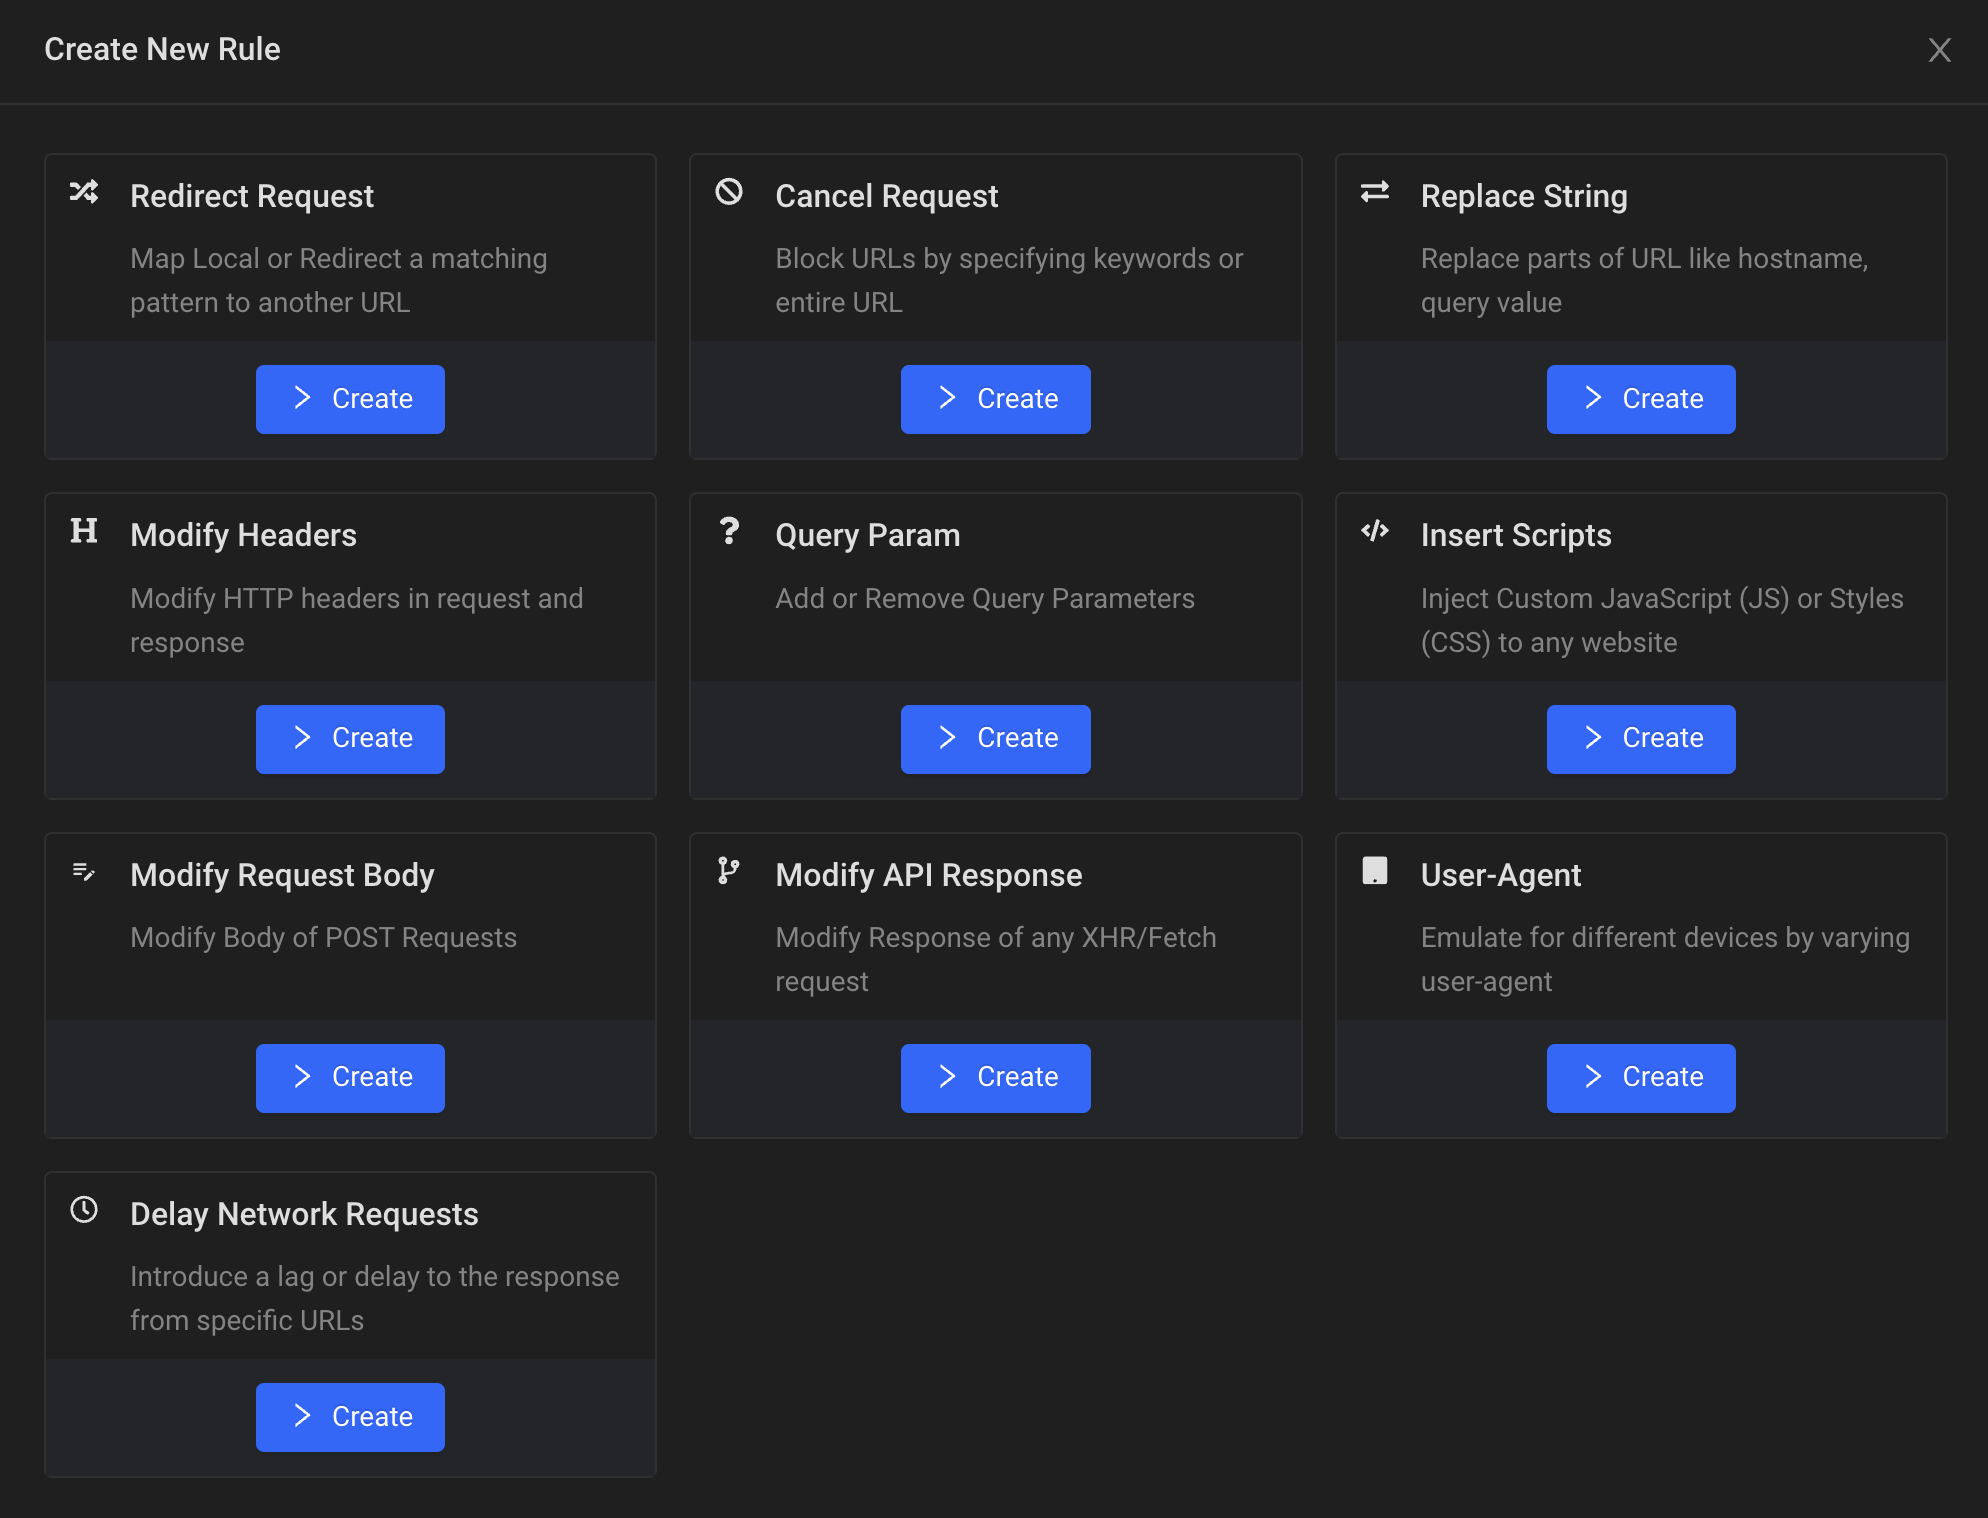 Create New Rule
Redirect Request
Map Local or Redirect a matching
pattern to another URL
Create
Cancel Request
Block URLs by specifying keywords or
entire URL
Create
Replace String
Replace parts of URL like hostname,
query value
Create
Modify Headers
Modify HTTP headers in request and
response
Create
Query Param
Add or Remove Query Parameters
Create
Insert Scripts
Inject Custom JavaScript (JS) or Styles
(CSS) to any website
Create
Modify Request Body
Modify Body of POST Requests
Create
Modify API Response
Modify Response of any XHR/Fetch
request
Create
User-Agent
Emulate for different devices by varying
user-agent
Create
Delay Network Requests
Introduce a lag or delay to the response
from specific URLs
Create